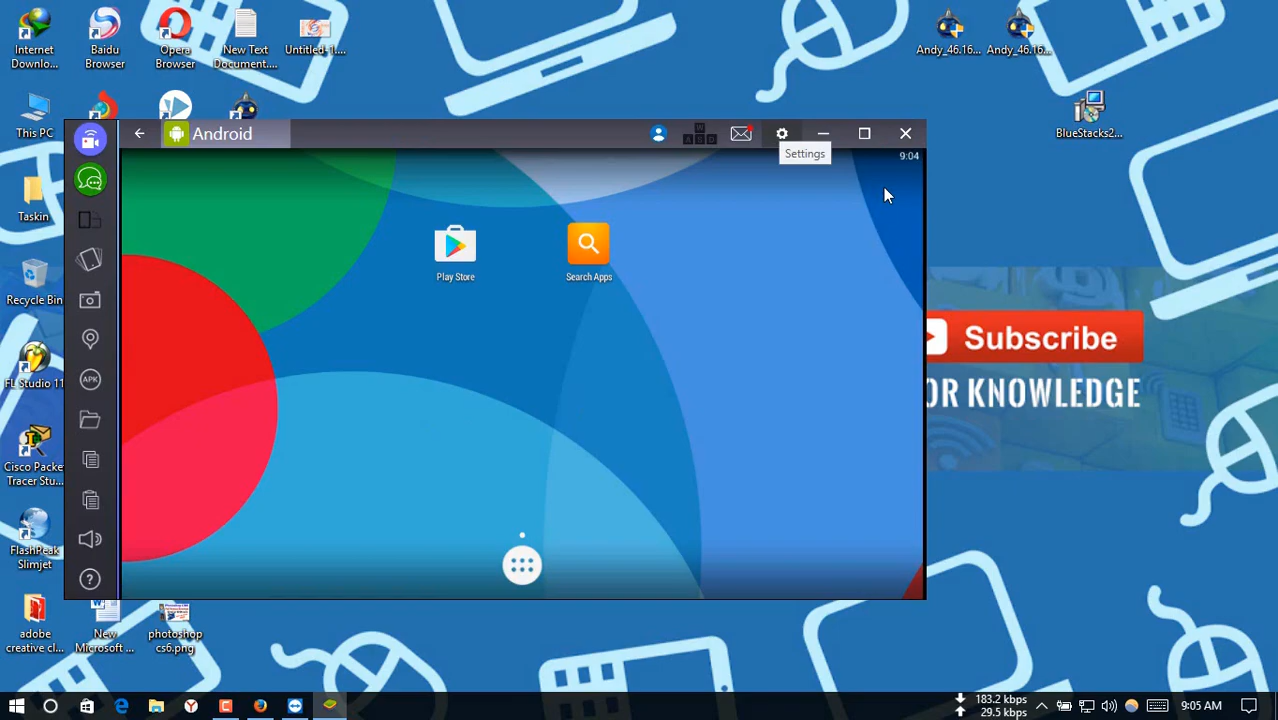 Internet
Downlo...
Baidu
Browser
Opera
Browser
New Text
Document....
Untitled-1....
Andy_46.16...
Andy_46.16...
This PC
BlueStacks2...
Android
W
A S D
Settings
9:04
Play Store
Search Apps
Taskin
Recycle Bin
FL Studio 11
Cisco Packet
Tracer Stu...
FlashPeak
Slimjet
APK
Subscribe
OR KNOWLEDGE
adobe
creative cl...
New
Microsoft ...
photoshop
cs6.png
183.2 kbps
29.5 kbps
9:05 AM